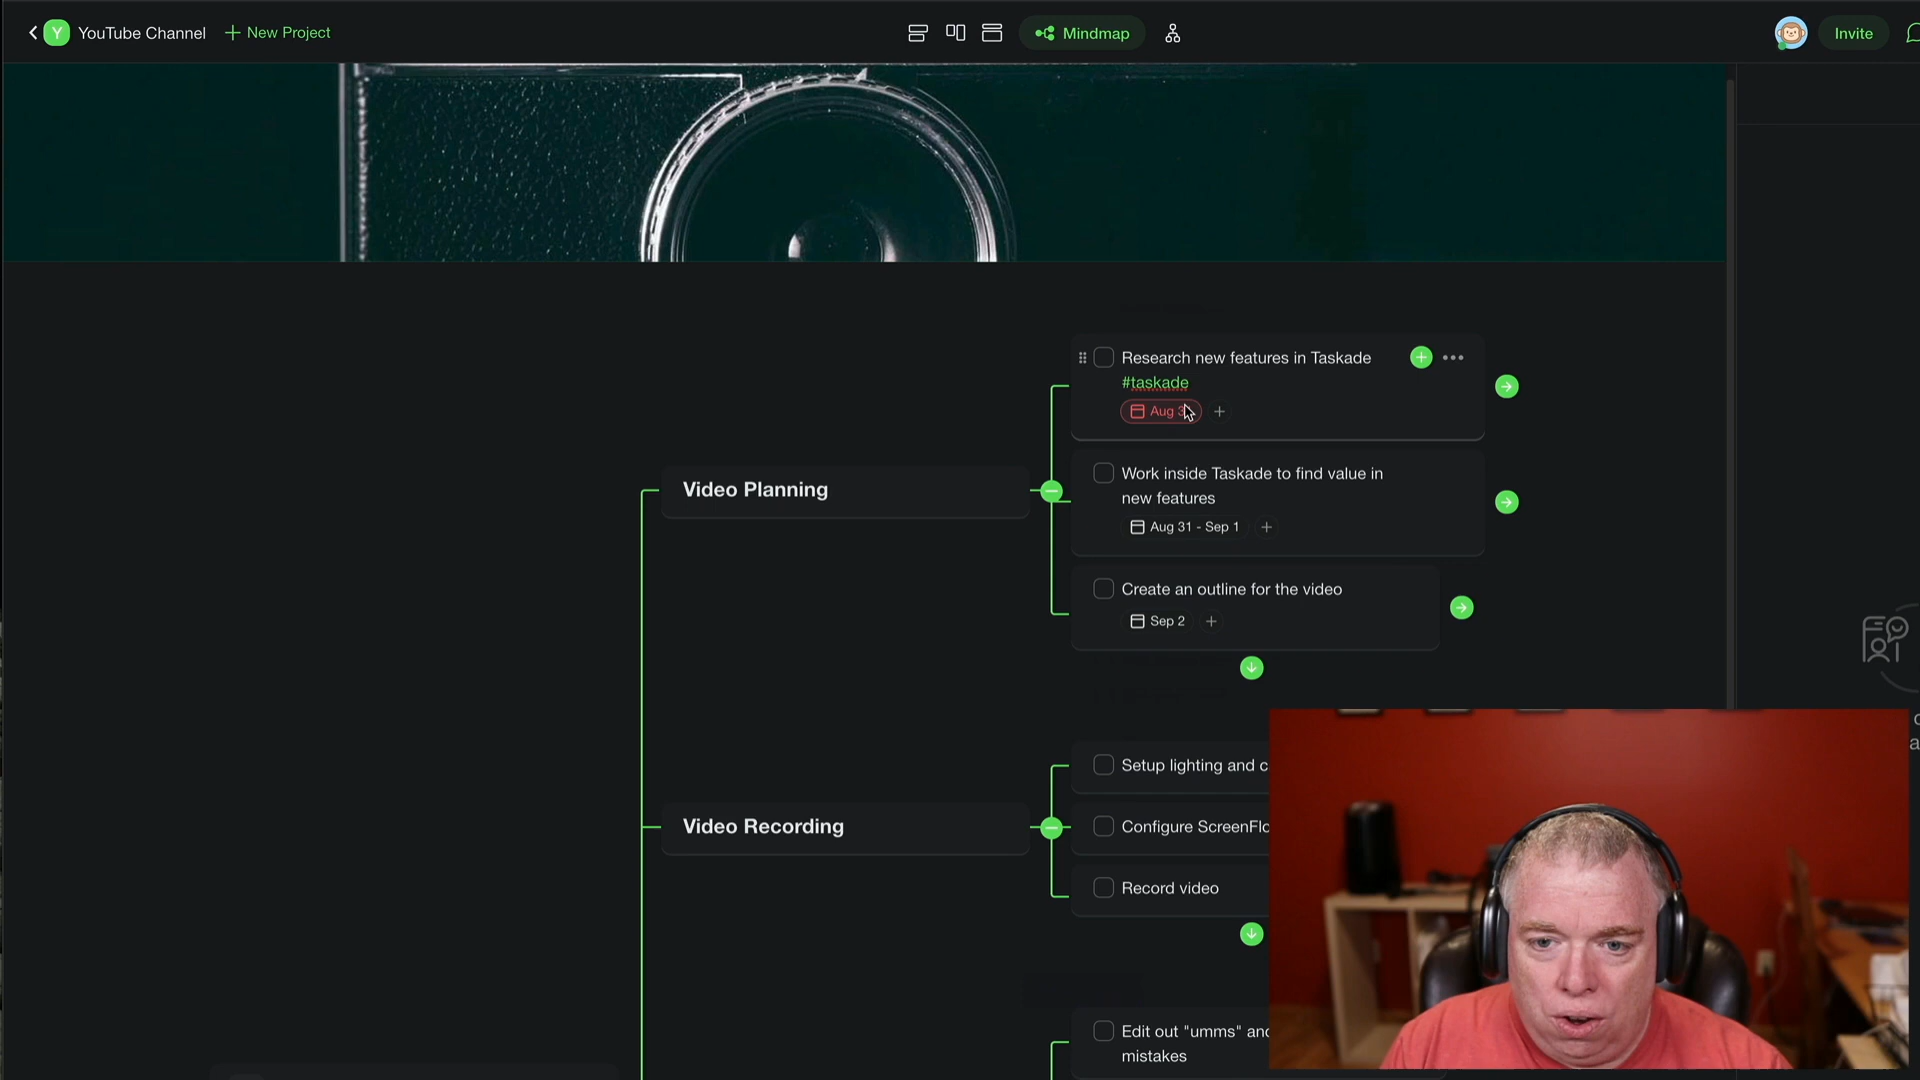 Y YouTube Channel + New Project
Mindmap
Invite
Research new features in Taskade
#taskade
Aug
Work inside Taskade to find value in
new features
Aug 31 - Sep 1
Create an outline for the video
Sep 2
Video Planning
Setup lighting and
Configure
Record video
Video Recording
Edit out "umms"
mistakes